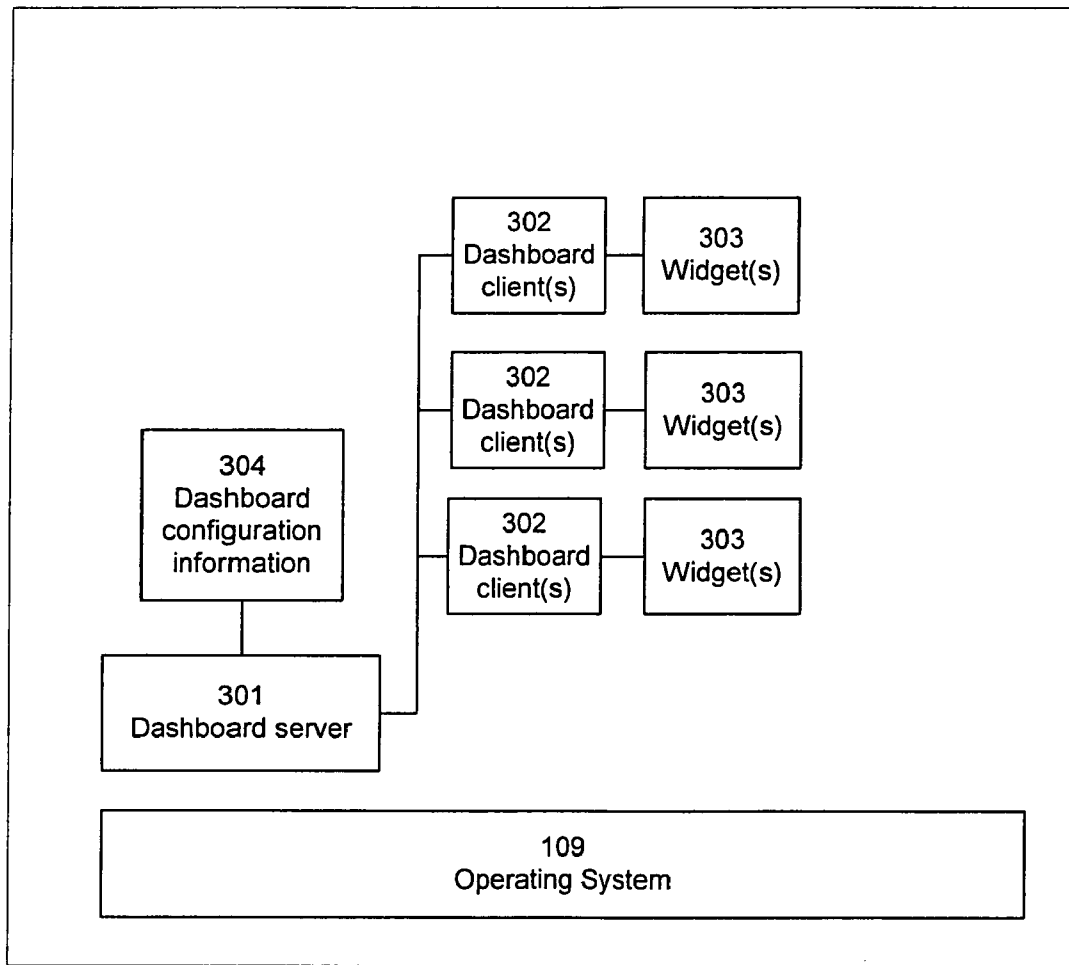 302
Dashboard
client(s)
303
Widget(s)
302
Dashboard
client(s)
303
Widget(s)
304
Dashboard
configuration
information
302
Dashboard
client(s)
303
Widget(s)
301
Dashboard server
109
Operating System